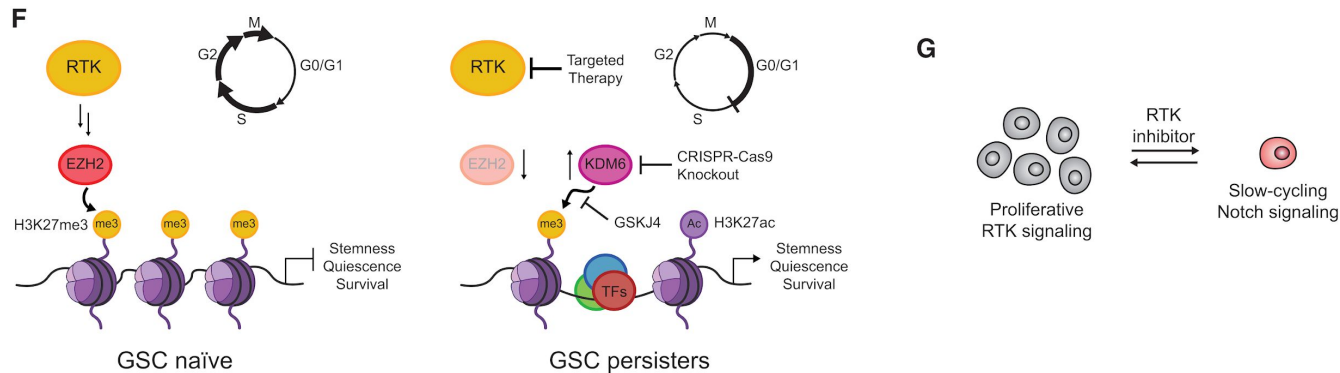 F
RTK
M
G2
G0/G1
S
EZH2
H3K27me3
me3
me3
me3
Stemness
Quiescence
Survival
GSC naïve
RTK
Targeted
Therapy
M
G2
G0/G1
S
EZH2
KDM6
CRISPR-Cas9
Knockout
GSKJ4
me3
Ac
H3K27ac
TFs
Stemness
Quiescence
Survival
GSC persisters
G
RTK
inhibitor
Proliferative
RTK signaling
Slow-cycling
Notch signaling